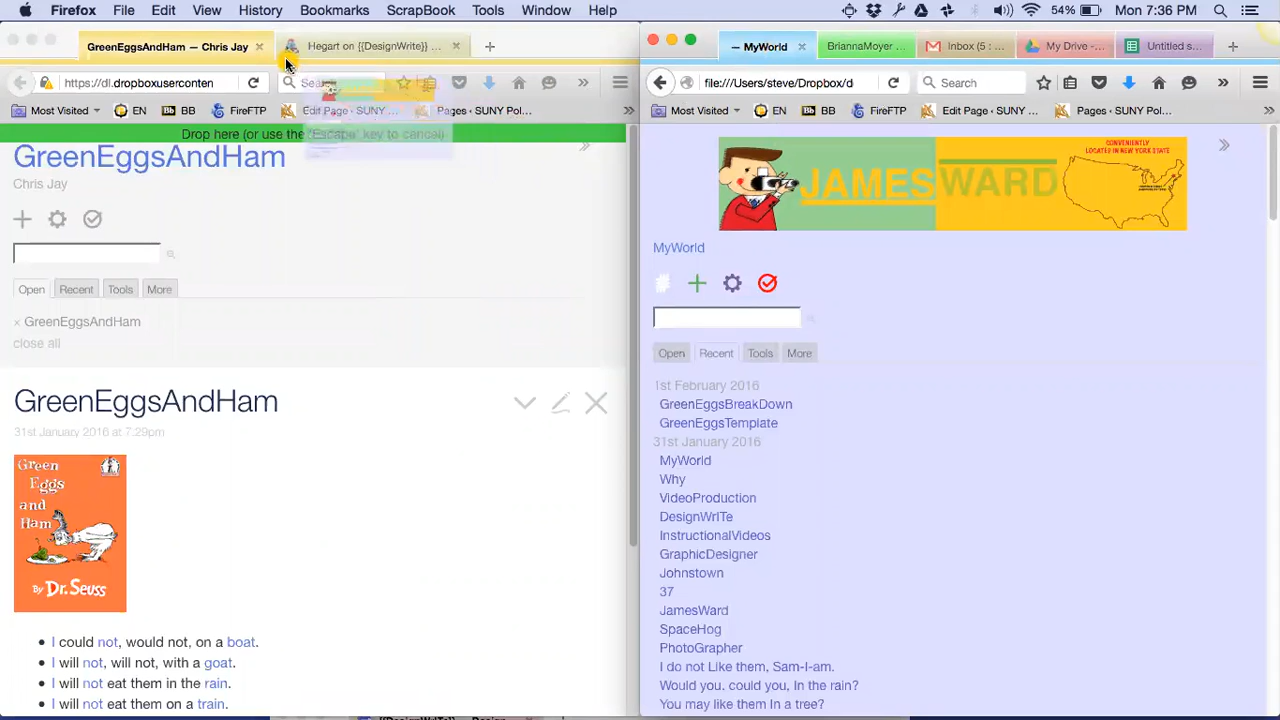 Firefox File Edit View History Bookmarks ScrapBook Tools Window Help 54% Mon 7:36 PM
GreenEggsAndHam — Chris Jay Hegart on {{DesignWrite}} ...
https://dl.dropboxuserconten Search
Most Visited EN BB FireFTP Edit Page - SUNY ... Pages - SUNY Pol...
Drop here (or use the 'Escape' key to cancel)
GreenEggsAndHam
Chris Jay
Open Recent Tools More
× GreenEggsAndHam
close all
GreenEggsAndHam
31st January 2016 at 7:29pm
Green
Eggs
and
Ham
By Dr. Seuss
• I could not, would not, on a boat.
• I will not, will not, with a goat.
• I will not eat them in the rain.
• I will not eat them on a train.
— MyWorld BriannaMoyer Inbox (5 : ... My Drive - ... Untitled s...
file:///Users/steve/Dropbox/d Search
Most Visited EN BB FireFTP Edit Page - SUNY ... Pages - SUNY Pol...
JAMESWARD
CONVENIENTLY
LOCATED IN NEW YORK STATE
MyWorld
Open Recent Tools More
1st February 2016
GreenEggsBreakDown
GreenEggsTemplate
31st January 2016
MyWorld
Why
VideoProduction
DesignWrITe
InstructionalVideos
GraphicDesigner
Johnstown
37
JamesWard
SpaceHog
PhotoGrapher
I do not Like them, Sam-I-am.
Would you. could you, In the rain?
You may like them In a tree?